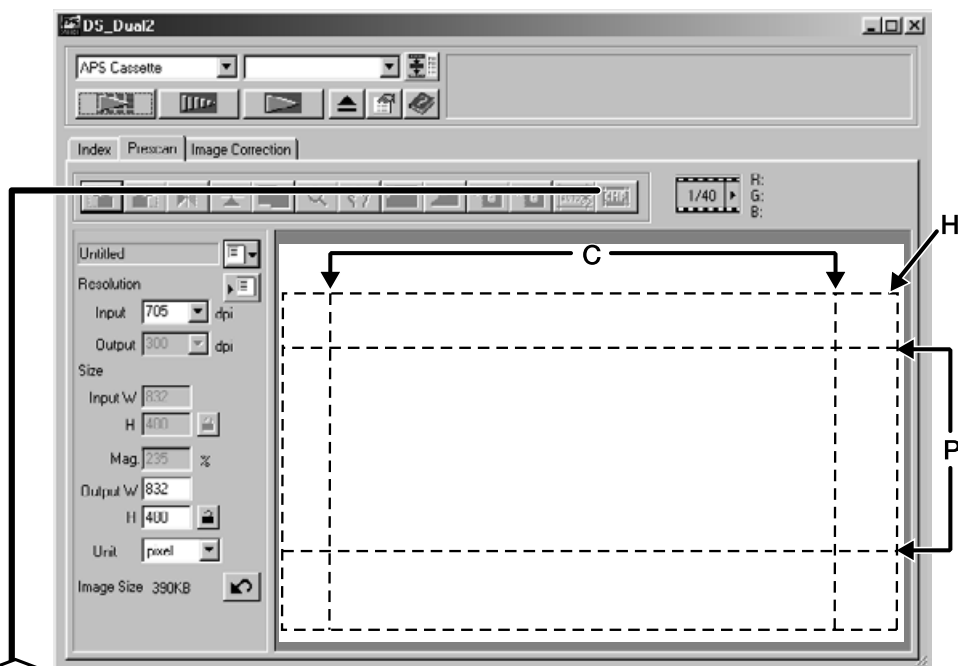 DS_Dual2
APS Cassette
Index Prescan Image Correction
1/40
R:
G:
B:
Untitled
Resolution
Input 705 dpi
Output 300 dpi
Size
Input W 832
H 400
Mag. 235 %
Output W 832
H 400
Unit pixel
Image Size 390KB
C
H
P